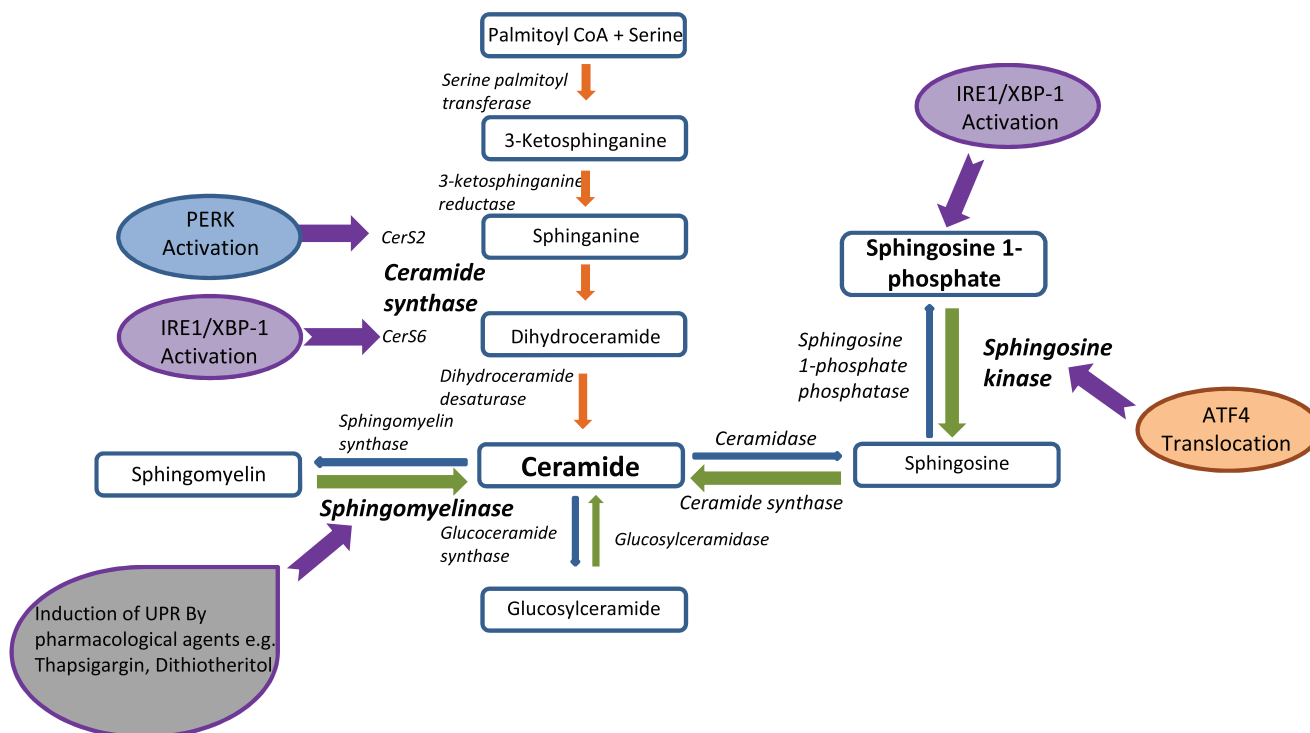 Palmitoyl CoA + Serine
Serine palmitoyl
transferase
3-Ketosphinganine
3-ketosphinganine
reductase
Sphinganine
PERK
Activation
CerS2
Ceramide
synthase
IRE1/XBP-1
Activation
CerS6
Dihydroceramide
Dihydroceramide
desaturase
Sphingomyelin
synthase
Sphingomyelin
Ceramide
Sphingomyelinase
Glucoceramide
synthase
Glucosylceramidase
Glucosylceramide
Induction of UPR By
pharmacological agents e.g.
Thapsigargin, Dithiotheritol
Ceramidase
Ceramide synthase
IRE1/XBP-1
Activation
Sphingosine 1-
phosphate
Sphingosine
1-phosphate
phosphatase
Sphingosine
kinase
ATF4
Translocation
Sphingosine